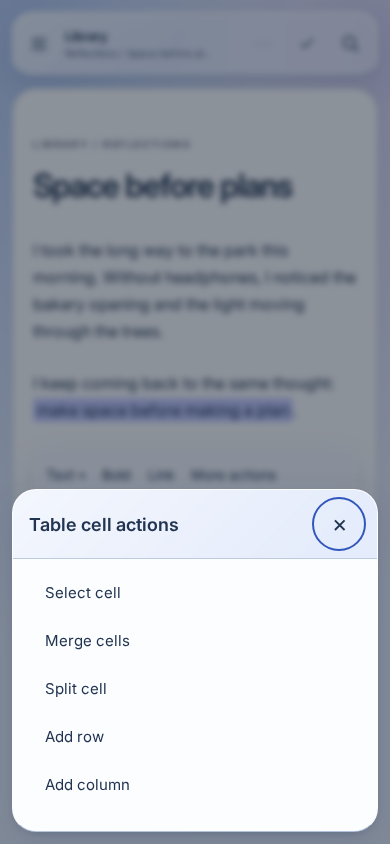 Library
LIBRARY / REFLECTIONS
Space before plans
I took the long way to the park this
morning. Without headphones, I noticed the
bakery opening and the light moving
through the trees.
I keep coming back to the same thought:
make space before making a plan.
Text Bold Link More actions
Table cell actions
Select cell
Merge cells
Split cell
Add row
Add column